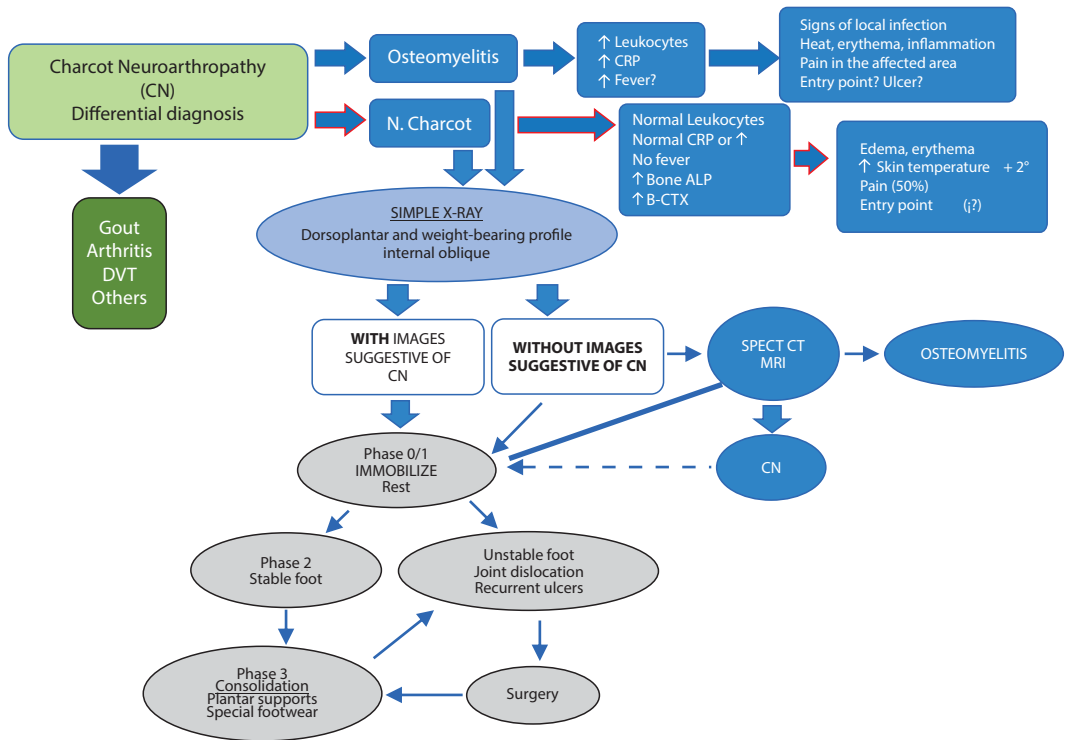 Charcot Neuroarthropathy
(CN)
Differential diagnosis
Osteomyelitis
↑ Leukocytes
↑ CRP
↑ Fever?
Signs of local infection
Heat, erythema, inflammation
Pain in the affected area
Entry point? Ulcer?
N. Charcot
Normal Leukocytes
Normal CRP or ↑
No fever
↑ Bone ALP
↑ B-CTX
Edema, erythema
↑ Skin temperature + 2°
Pain (50%)
Entry point (¡?)
Gout
Arthritis
DVT
Others
SIMPLE X-RAY
Dorsoplantar and weight-bearing profile
internal oblique
WITH IMAGES
SUGGESTIVE OF
CN
WITHOUT IMAGES
SUGGESTIVE OF CN
SPECT CT
MRI
OSTEOMYELITIS
Phase 0/1
IMMOBILIZE
Rest
CN
Phase 2
Stable foot
Unstable foot
Joint dislocation
Recurrent ulcers
Phase 3
Consolidation
Plantar supports
Special footwear
Surgery